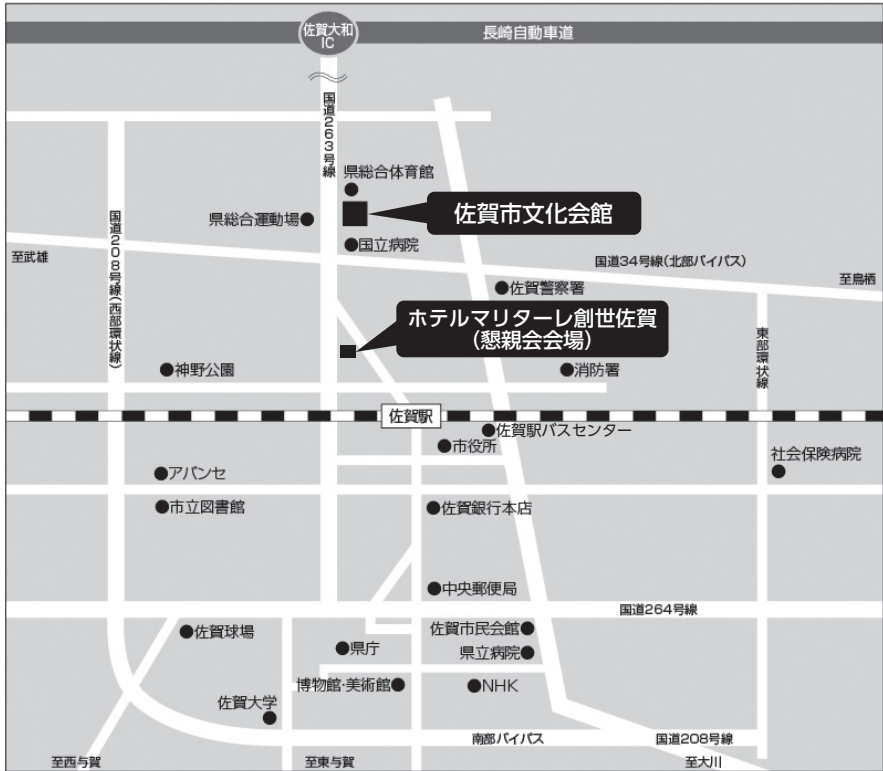 佐賀大和
IC
長崎自動車道
国道263号線
県総合体育館
佐賀市文化会館
県総合運動場
国立病院
国道208号線(西部環状線)
至武雄
国道34号線(北部バイパス)
至鳥栖
佐賀警察署
ホテルマリターレ創世佐賀
(懇親会会場)
東部環状線
神野公園
消防署
佐賀駅
佐賀駅バスセンター
市役所
社会保険病院
アバンセ
市立図書館
佐賀銀行本店
中央郵便局
国道264号線
佐賀球場
佐賀市民会館
県庁
県立病院
博物館・美術館
NHK
佐賀大学
南部バイパス
国道208号線
至西与賀
至東与賀
至大川